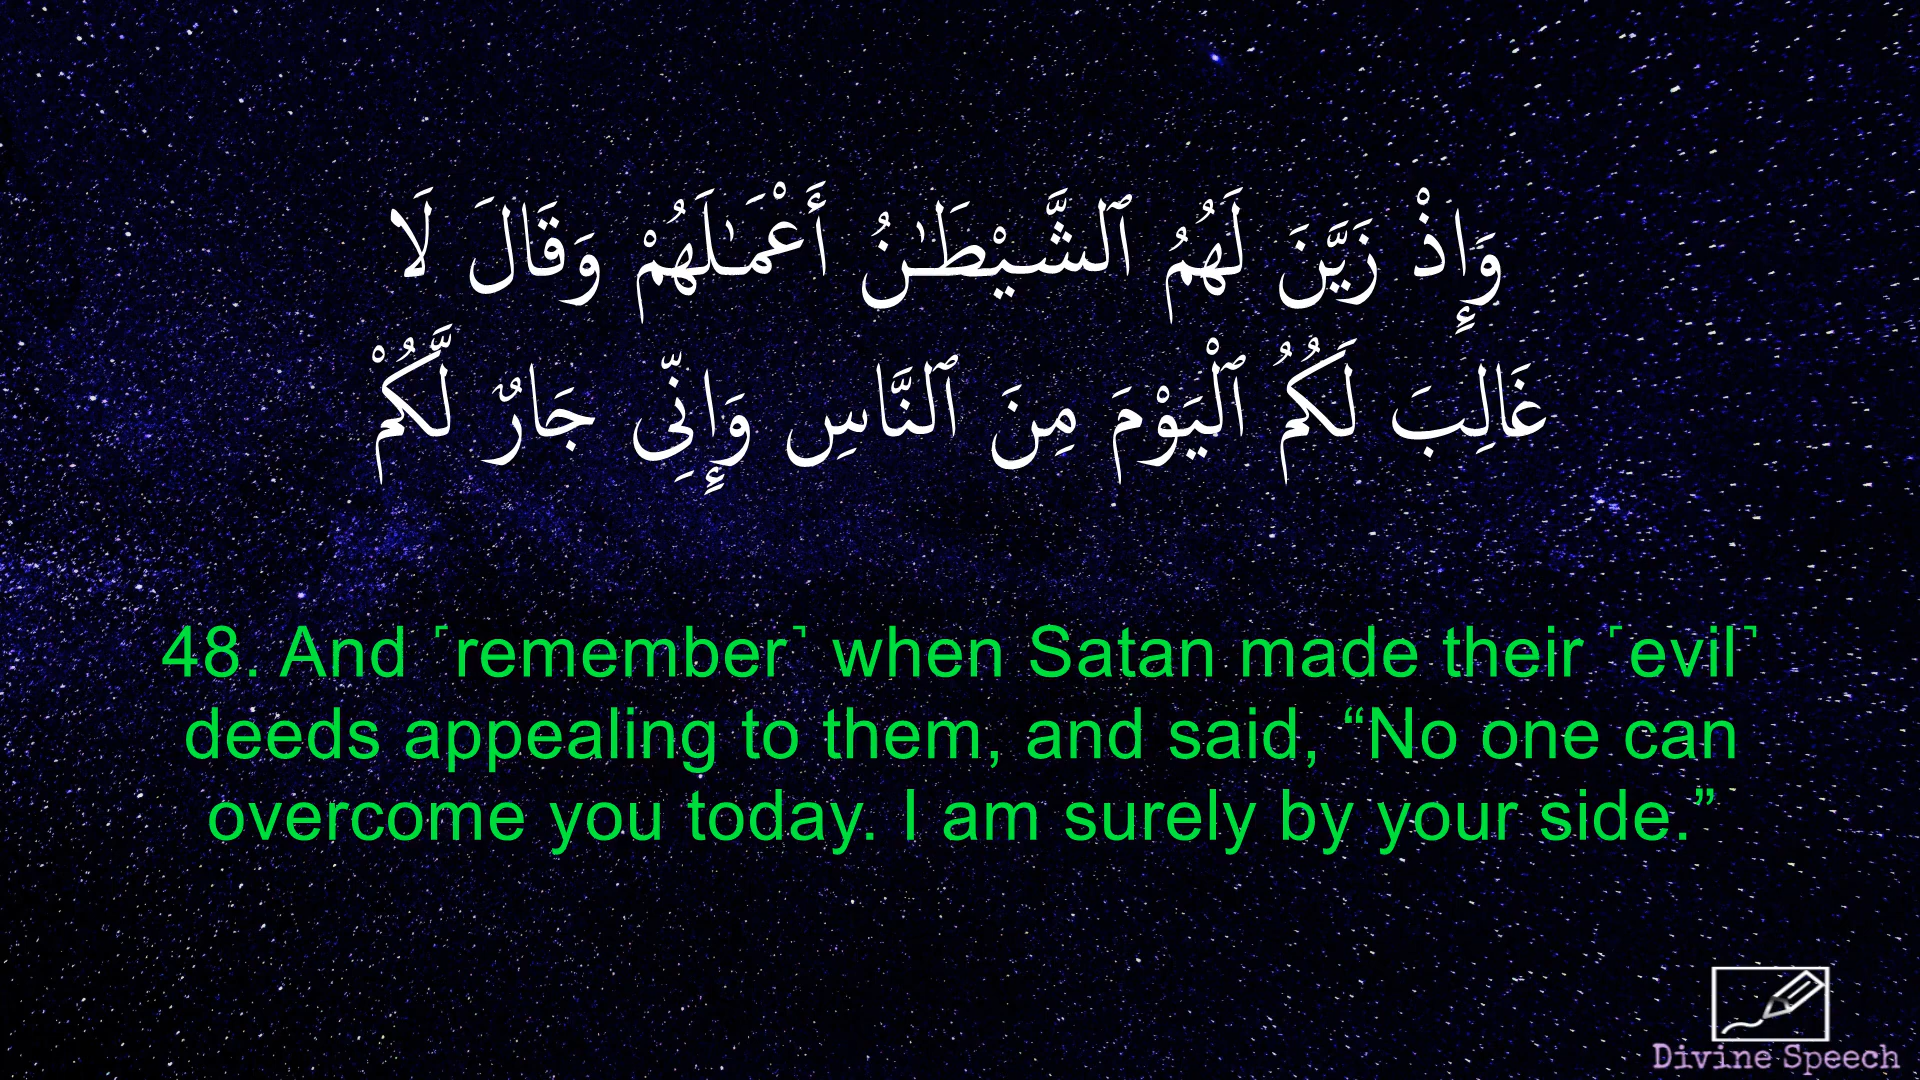 وَإِذْ زَيَّنَ لَهُمُ ٱلشَّيْطَـٰنُ أَعْمَـٰلَهُمْ وَقَالَ لَا
غَالِبَ لَكُمُ ٱلْيَوْمَ مِنَ ٱلنَّاسِ وَإِنِّى جَارٌ لَّكُمْ
48. And ˹remember˺ when Satan made their ˹evil˺
deeds appealing to them, and said, “No one can
overcome you today. I am surely by your side.”
Divine Speech